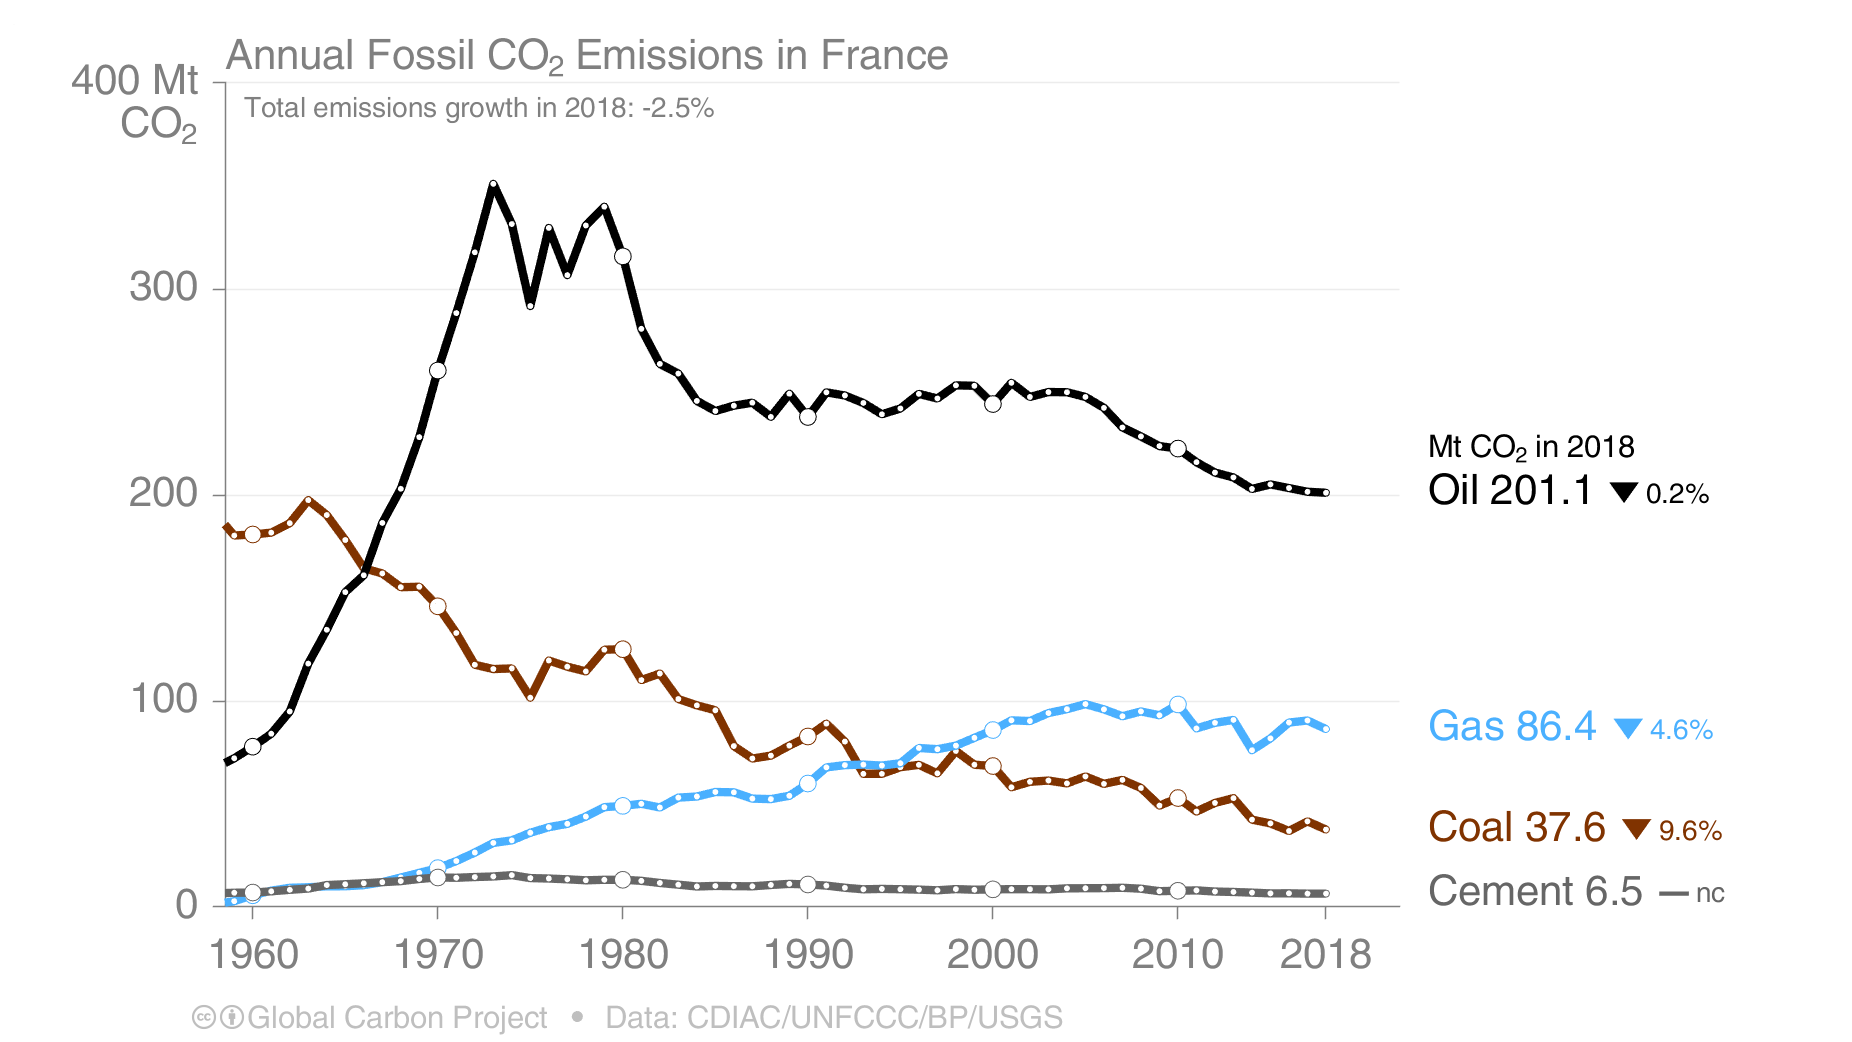 Annual Fossil CO₂ Emissions in France
400 Mt
CO₂
Total emissions growth in 2018: -2.5%
300
200
100
0
Mt CO₂ in 2018
Oil 201.1 ▼ 0.2%
Gas 86.4 ▼ 4.6%
Coal 37.6 ▼ 9.6%
Cement 6.5 — nc
1960 1970 1980 1990 2000 2010 2018
cc Global Carbon Project • Data: CDIAC/UNFCCC/BP/USGS